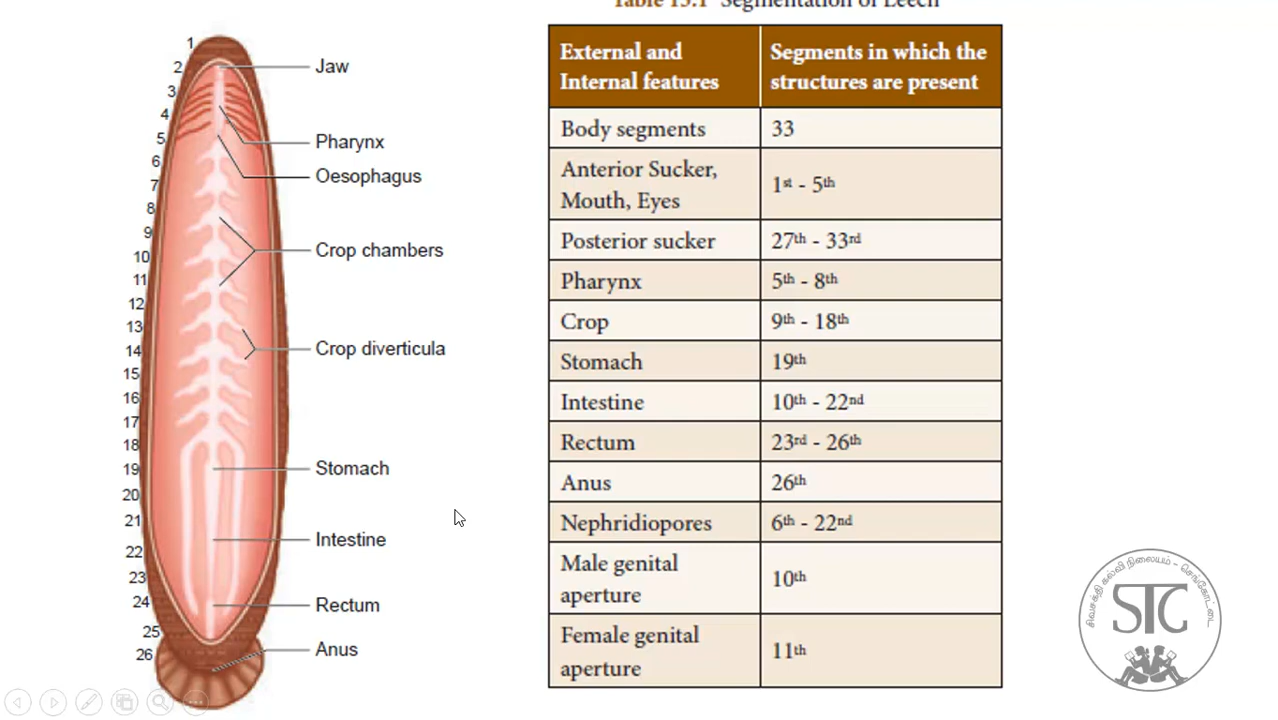 Table 13.1 Segmentation of Leech
1
2
3
4
5
6
7
8
9
10
11
12
13
14
15
16
17
18
19
20
21
22
23
24
25
26
Jaw
Pharynx
Oesophagus
Crop chambers
Crop diverticula
Stomach
Intestine
Rectum
Anus
External and Internal features | Segments in which the structures are present
Body segments 33
Anterior Sucker,
Mouth, Eyes 1st - 5th
Posterior sucker 27th - 33rd
Pharynx 5th - 8th
Crop 9th - 18th
Stomach 19th
Intestine 10th - 22nd
Rectum 23rd - 26th
Anus 26th
Nephridiopores 6th - 22nd
Male genital
aperture 10th
Female genital
aperture 11th
சிவசக்தி கல்வி நிலையம் - செங்கோட்டை
STC